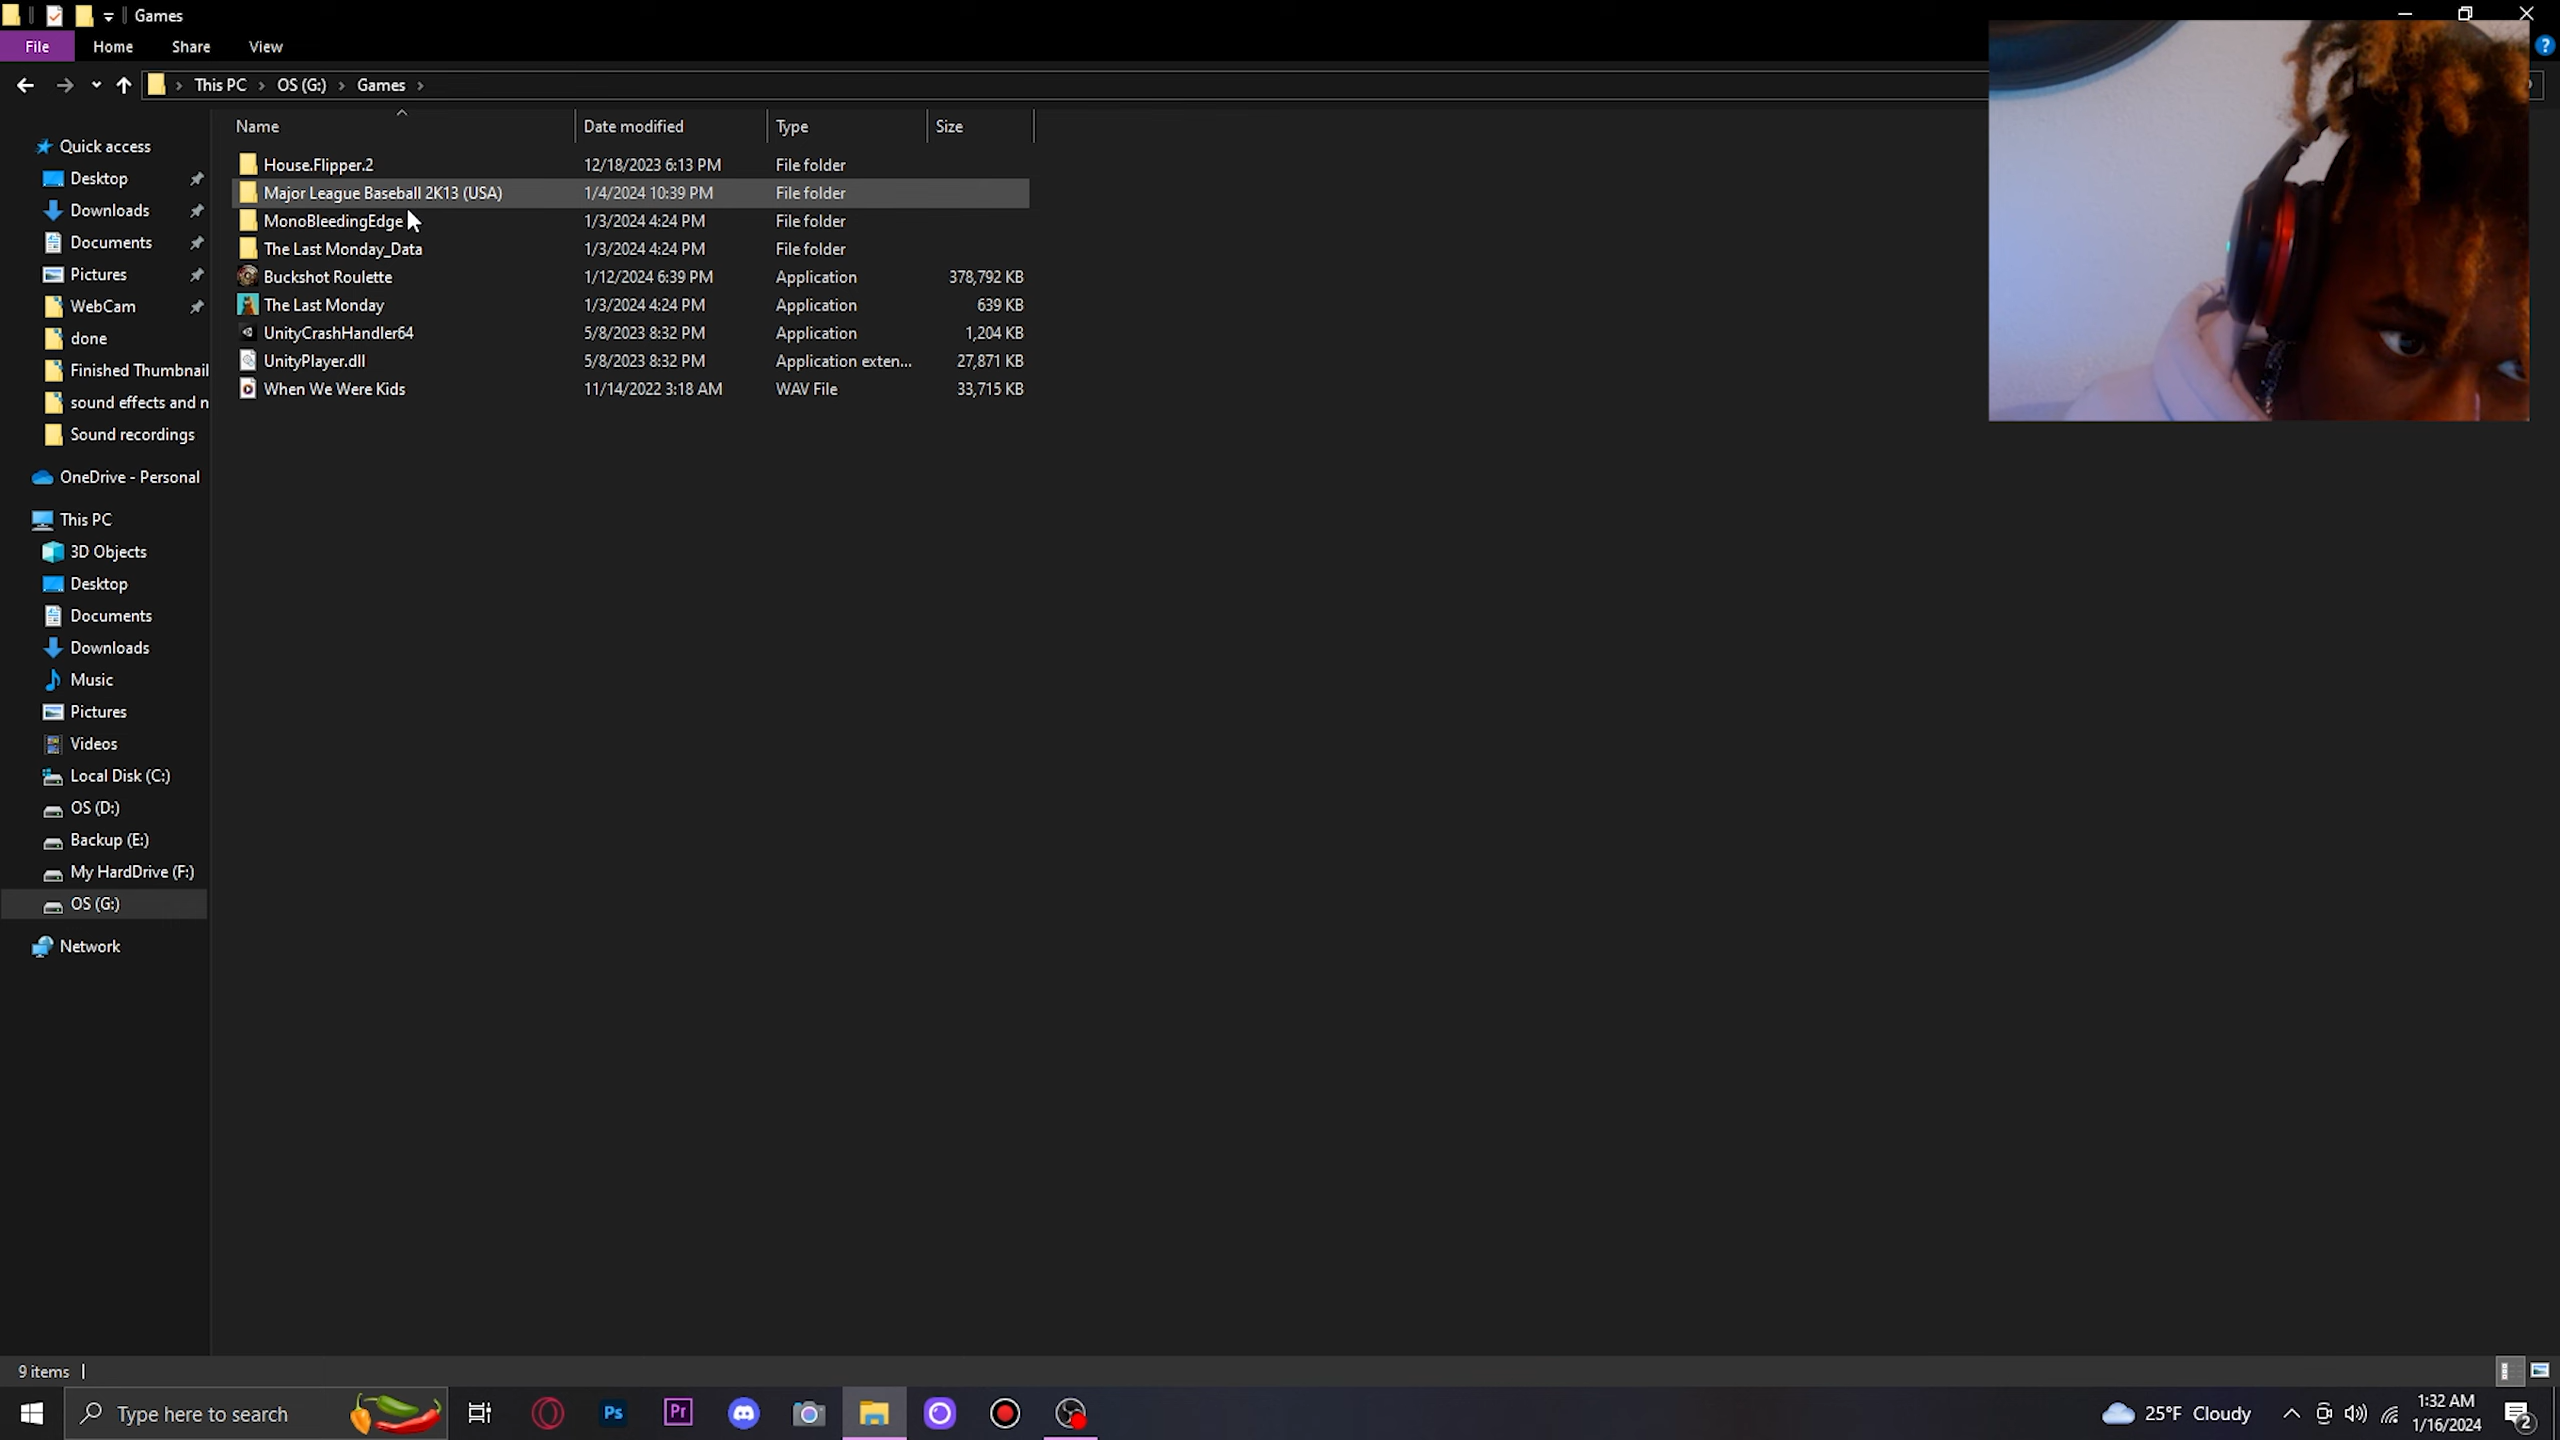 Games
File Home Share View
This PC OS (G:) Games
Name Date modified Type Size
House.Flipper.2 12/18/2023 6:13 PM File folder
Major League Baseball 2K13 (USA) 1/4/2024 10:39 PM File folder
MonoBleedingEdge 1/3/2024 4:24 PM File folder
The Last Monday_Data 1/3/2024 4:24 PM File folder
Buckshot Roulette 1/12/2024 6:39 PM Application 378,792 KB
The Last Monday 1/3/2024 4:24 PM Application 639 KB
UnityCrashHandler64 5/8/2023 8:32 PM Application 1,204 KB
UnityPlayer.dll 5/8/2023 8:32 PM Application exten... 27,871 KB
When We Were Kids 11/14/2022 3:18 AM WAV File 33,715 KB
Quick access
Desktop
Downloads
Documents
Pictures
WebCam
done
Finished Thumbnail
sound effects and n
Sound recordings
OneDrive - Personal
This PC
3D Objects
Desktop
Documents
Downloads
Music
Pictures
Videos
Local Disk (C:)
OS (D:)
Backup (E:)
My HardDrive (F:)
OS (G:)
Network
9 items
Type here to search
Ps
Pr
25°F Cloudy
1:32 AM
1/16/2024
2